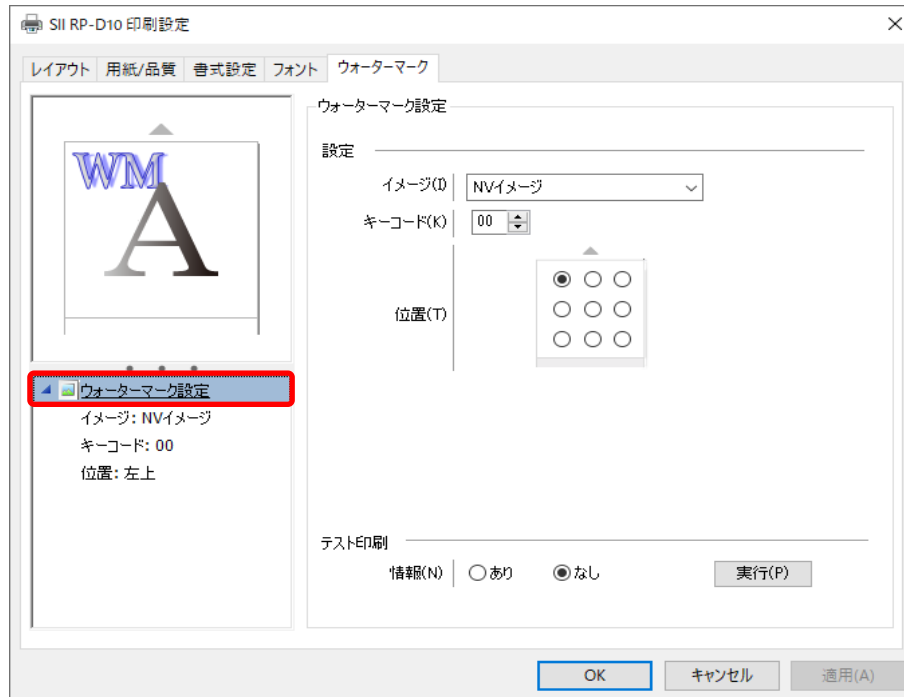 SII RP-D10 印刷設定
レイアウト 用紙/品質 書式設定 フォント ウォーターマーク
WM
A
ウォーターマーク設定
イメージ: NVイメージ
キーコード: 00
位置: 左上
ウォーターマーク設定
設定
イメージ(I) NVイメージ
キーコード(K) 00
位置(T)
テスト印刷
情報(N) あり なし 実行(P)
OK キャンセル 適用(A)